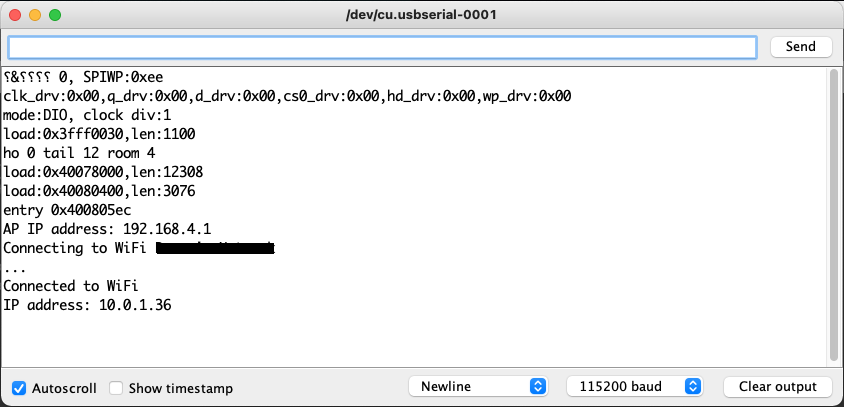 /dev/cu.usbserial-0001
Send
⸮&⸮⸮⸮⸮ 0, SPIWP:0xee
clk_drv:0x00,q_drv:0x00,d_drv:0x00,cs0_drv:0x00,hd_drv:0x00,wp_drv:0x00
mode:DIO, clock div:1
load:0x3fff0030,len:1100
ho 0 tail 12 room 4
load:0x40078000,len:12308
load:0x40080400,len:3076
entry 0x400805ec
AP IP address: 192.168.4.1
Connecting to WiFi
...
Connected to WiFi
IP address: 10.0.1.36
Autoscroll Show timestamp Newline 115200 baud Clear output